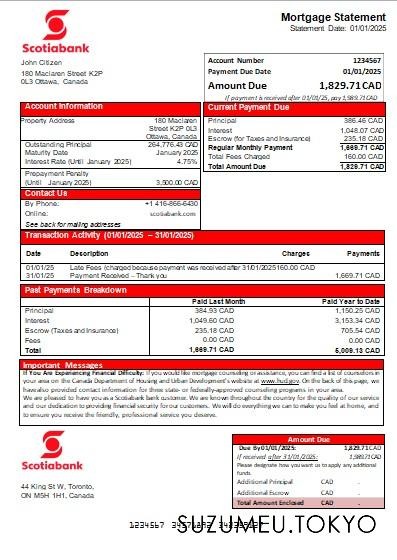 Scotiabank
Mortgage Statement
Statement Date: 01/01/2025
John Citizen
180 Maclaren Street K2P
0L3 Ottawa, Canada
Account Number 1234567
Payment Due Date 01/01/2025
Amount Due 1,829.71CAD
If payment is received after 01/01/25, pay 1,989.71CAD
Account Information
Property Address 180 Maclaren
Street K2P 0L3
Ottawa, Canada
Outstanding Principal 264,776.43 CAD
Maturity Date January 2025
Interest Rate (Until January 2025) 4.75%
Prepayment Penalty
(Until January 2025) 3,500.00 CAD
Contact Us
By Phone: +1 416-866-6430
Online: scotiabank.com
See back for mailing addresses
Current Payment Due
Principal 386.46 CAD
Interest 1,048.07 CAD
Escrow (for Taxes and Insurance) 235.18 CAD
Regular Monthly Payment 1,669.71 CAD
Total Fees Charged 160.00 CAD
Total Amount Due 1,829.71 CAD
Transaction Activity (01/01/2025 – 31/01/2025)
Date Description Charges Payments
01/01/25 Late Fees (charged because payment was received after 31/01/2025 160.00 CAD
31/01/25 Payment Received – Thank you 1,669.71 CAD
Past Payments Breakdown
Paid Last Month Paid Year to Date
Principal 384.93 CAD 1,150.25 CAD
Interest 1,049.60 CAD 3,153.34 CAD
Escrow (Taxes and Insurance) 235.18 CAD 705.54 CAD
Fees 0.00 CAD 0.00 CAD
Total 1,669.71 CAD 5,009.13 CAD
Important Messages
If You Are Experiencing Financial Difficulty: If you would like mortgage counseling or assistance, you can find a list of counselors in
your area on the Canada Department of Housing and Urban Development's website at www.hud.gov. On the back of this page, we
have also provided contact information for three state- or federally-approved counseling programs in your area.
We are pleased to have you as a Scotiabank bank customer. We are known throughout the country for the quality of our service
and our dedication to providing financial security for our customers. We will do everything we can to make you feel at home, and
to ensure you receive the friendly, professional service you deserve.
Scotiabank
44 King St W, Toronto,
ON M5H 1H1, Canada
Amount Due
Due By 01/01/2025: 1,829.71 CAD
If received after 31/01/2025: 1,989.71CAD
Please designate how you want us to apply any additional
funds.
Additional Principal CAD .
Additional Escrow CAD .
Total Amount Enclosed CAD .
1234567
SUZUMEU.TOKYO